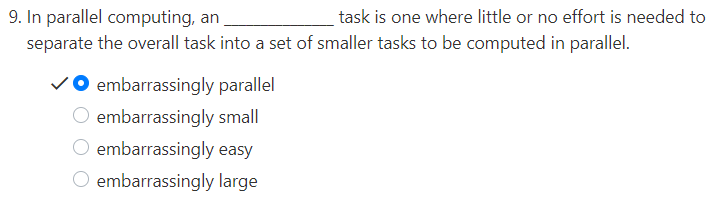 9. In parallel computing, an ______________ task is one where little or no effort is needed to
separate the overall task into a set of smaller tasks to be computed in parallel.
embarrassingly parallel
embarrassingly small
embarrassingly easy
embarrassingly large